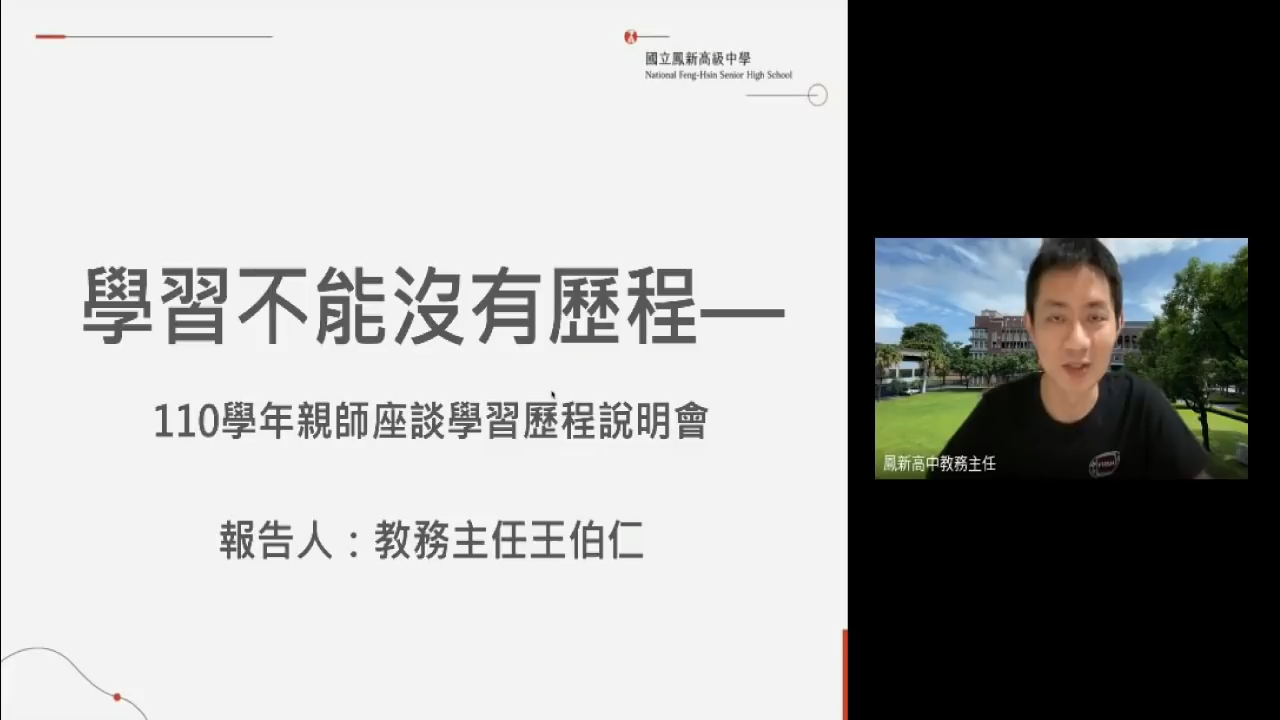 國立鳳新高級中學
National Feng-Hsin Senior High School
學習不能沒有歷程—
110學年親師座談學習歷程說明會
報告人：教務主任王伯仁
鳳新高中教務主任